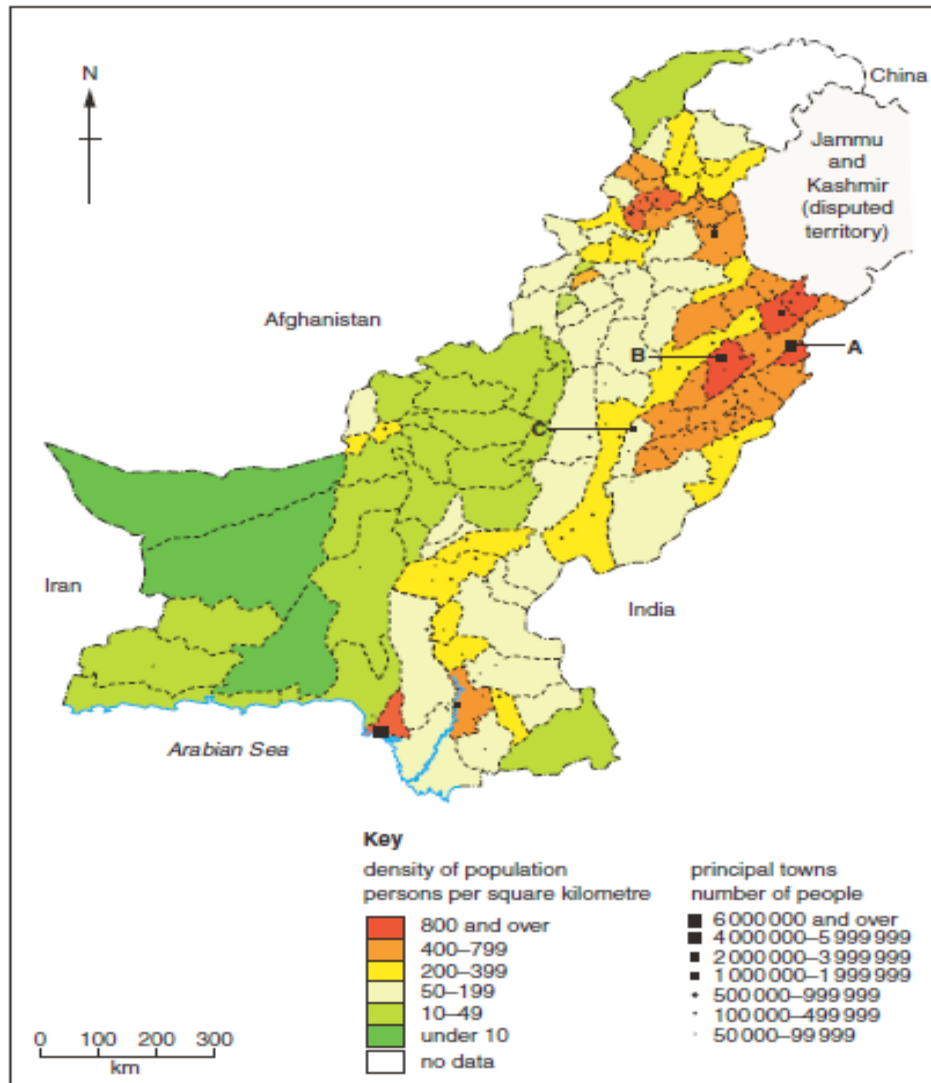 N
China
Jammu
and
Kashmir
(disputed
territory)
Afghanistan
B
A
C
Iran
India
Arabian Sea
Key
density of population
persons per square kilometre
800 and over
400–799
200–399
50–199
10–49
under 10
no data
principal towns
number of people
6 000 000 and over
4 000 000–5 999 999
2 000 000–3 999 999
1 000 000–1 999 999
500 000–999 999
100 000–499 999
50 000–99 999
0 100 200 300
km